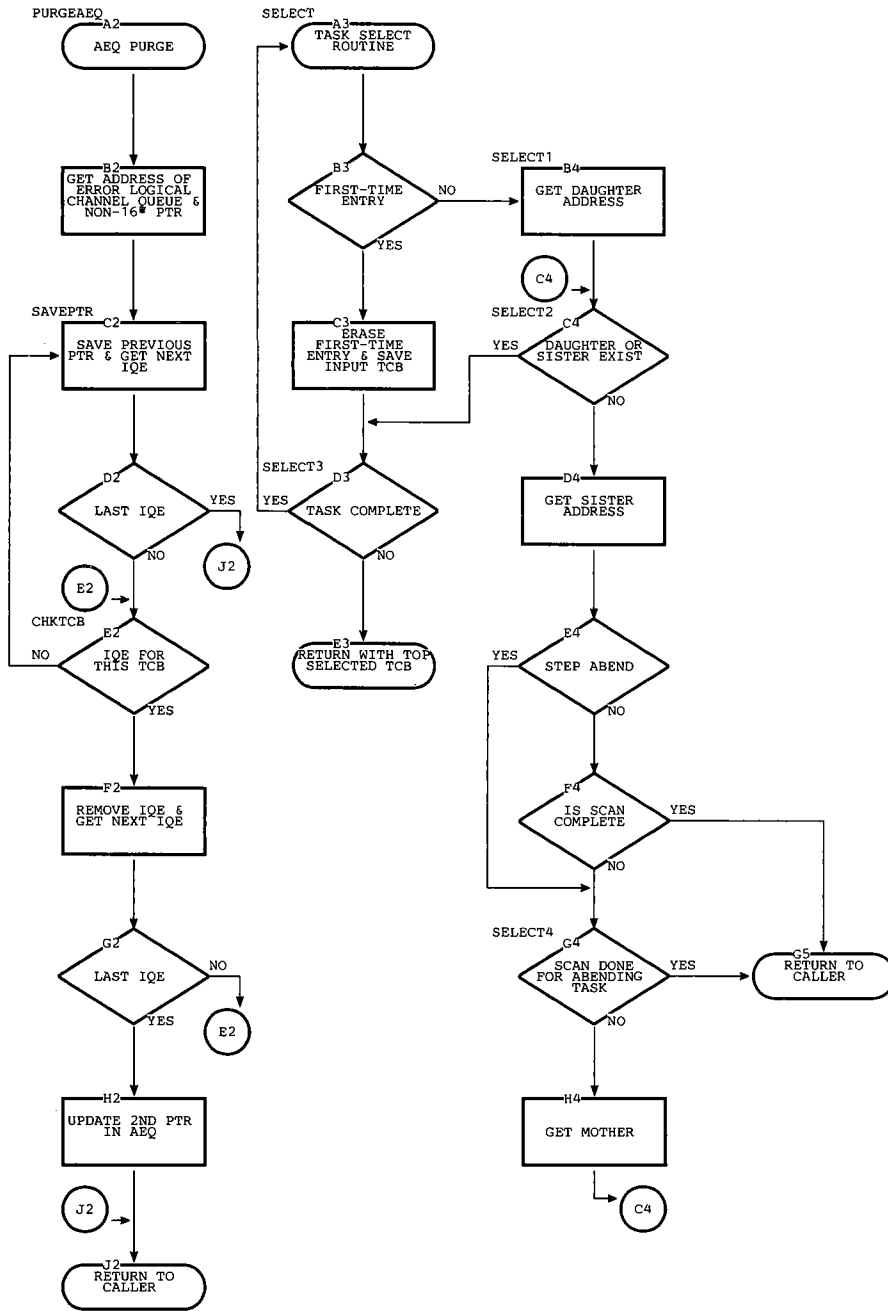 PURGEAEQ
A2
AEQ PURGE
B2
GET ADDRESS OF
ERROR LOGICAL
CHANNEL QUEUE &
NON-16* PTR
SAVEPTR
C2
SAVE PREVIOUS
PTR & GET NEXT
IQE
D2
LAST IQE
YES
NO
J2
E2
CHKTCB
E2
IQE FOR
THIS TCB
NO
YES
F2
REMOVE IQE &
GET NEXT IQE
G2
LAST IQE
NO
YES
E2
H2
UPDATE 2ND PTR
IN AEQ
J2
J2
RETURN TO
CALLER
SELECT
A3
TASK SELECT
ROUTINE
B3
FIRST-TIME
ENTRY
NO
YES
C3
ERASE
FIRST-TIME
ENTRY & SAVE
INPUT TCB
SELECT3
D3
TASK COMPLETE
YES
NO
E3
RETURN WITH TOP
SELECTED TCB
SELECT1
B4
GET DAUGHTER
ADDRESS
C4
SELECT2
C4
DAUGHTER OR
SISTER EXIST
YES
NO
D4
GET SISTER
ADDRESS
E4
STEP ABEND
YES
NO
F4
IS SCAN
COMPLETE
YES
NO
SELECT4
G4
SCAN DONE
FOR ABENDING
TASK
YES
NO
G5
RETURN TO
CALLER
H4
GET MOTHER
C4